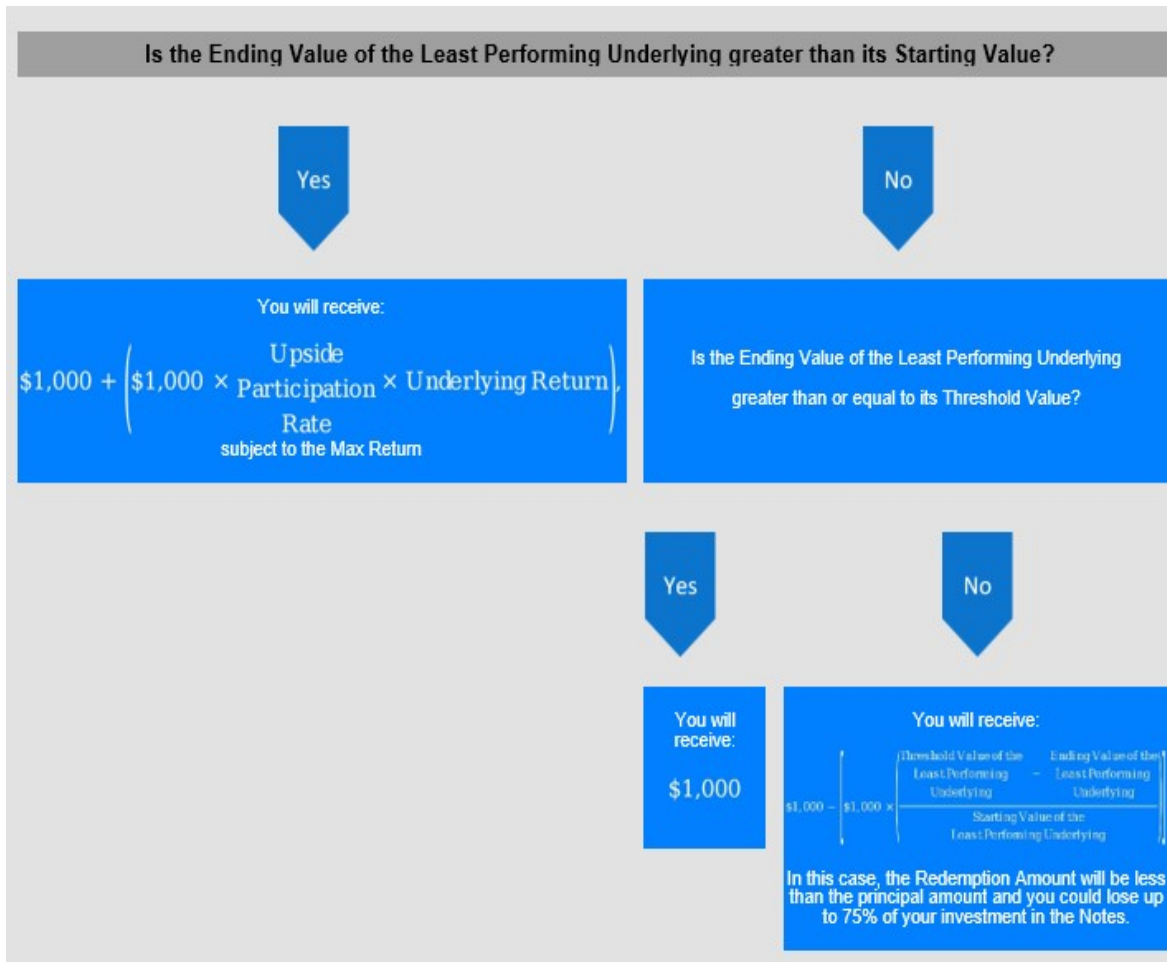 Is the Ending Value of the Least Performing Underlying greater than its Starting Value?
Yes
No
You will receive:
$1,000 + ($1,000 × Upside Participation Rate × Underlying Return),
subject to the Max Return
Is the Ending Value of the Least Performing Underlying
greater than or equal to its Threshold Value?
Yes
No
You will
receive:
$1,000
You will receive:
$1,000 − [$1,000 × (Threshold Value of the Least Performing Underlying − Ending Value of the Least Performing Underlying
Starting Value of the
Least Perfoming Underlying)]
In this case, the Redemption Amount will be less
than the principal amount and you could lose up
to 75% of your investment in the Notes.